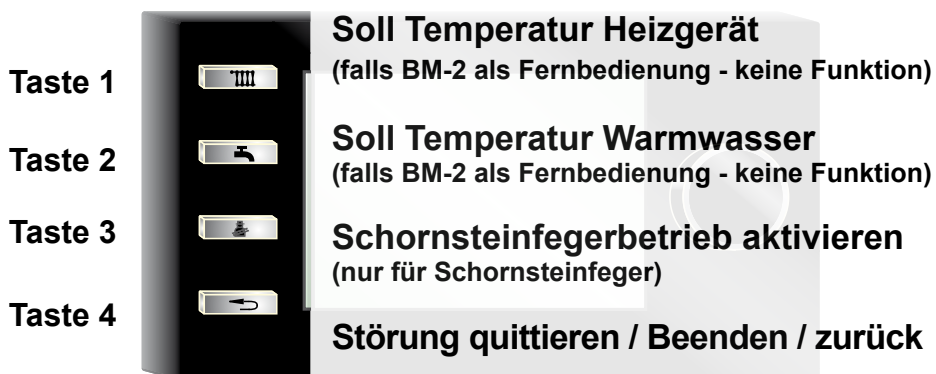 Taste 1
Soll Temperatur Heizgerät
(falls BM-2 als Fernbedienung - keine Funktion)
Taste 2
Soll Temperatur Warmwasser
(falls BM-2 als Fernbedienung - keine Funktion)
Taste 3
Schornsteinfegerbetrieb aktivieren
(nur für Schornsteinfeger)
Taste 4
Störung quittieren / Beenden / zurück